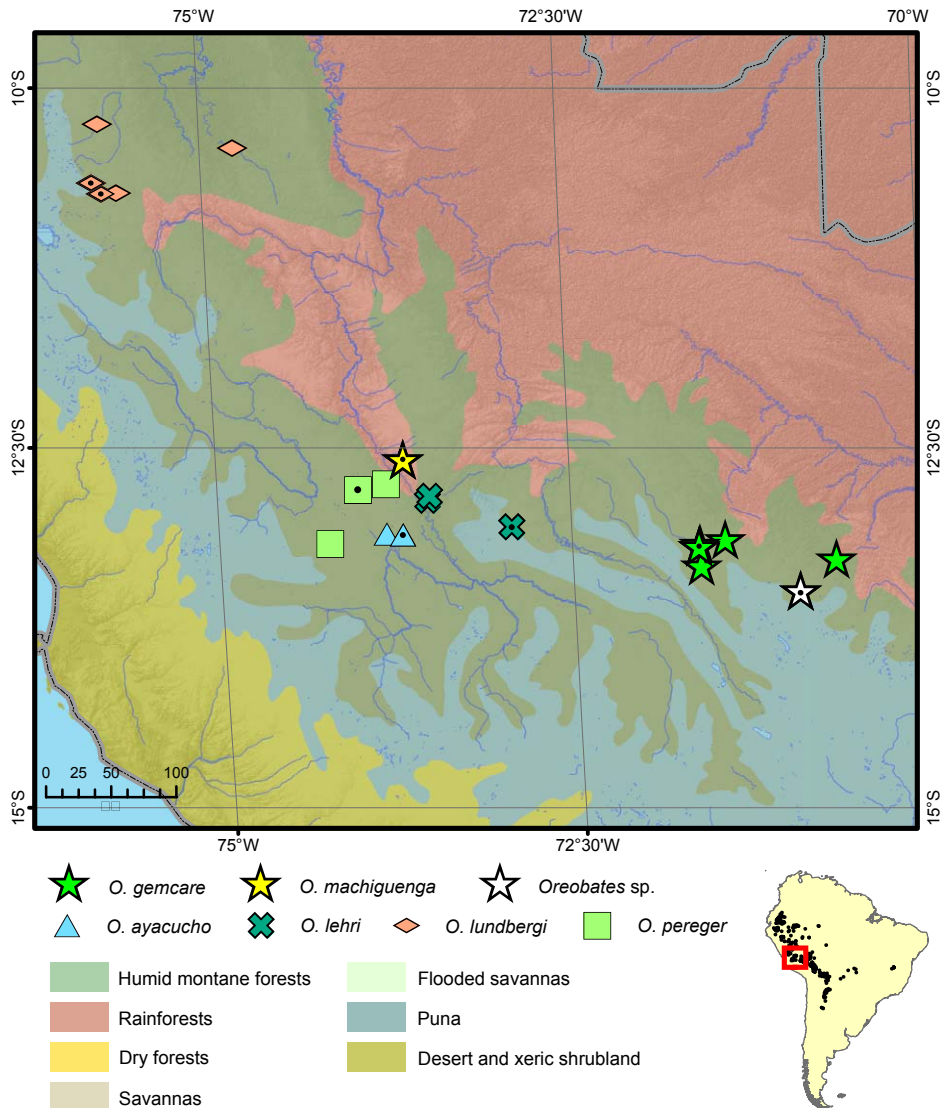 75°W 72°30'W 70°W
10°S 10°S
12°30'S 12°30'S
15°S 15°S
0 25 50 100
75°W 72°30'W
O. gemcare O. machiguenga Oreobates sp.
O. ayacucho O. lehri O. lundbergi O. pereger
Humid montane forests Flooded savannas
Rainforests Puna
Dry forests Desert and xeric shrubland
Savannas